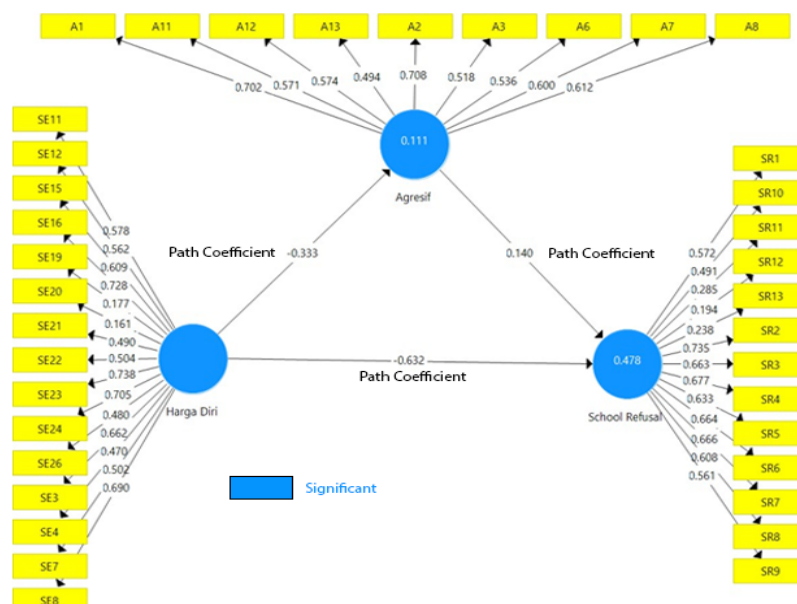 A1 A11 A12 A13 A2 A3 A6 A7 A8
0.702 0.571 0.574 0.494 0.708 0.518 0.536 0.600 0.612
0.111
Agresif
SE11
SE12
SE15
SE16
SE19
SE20
SE21
SE22
SE23
SE24
SE26
SE3
SE4
SE7
SE8
0.578
0.562
0.609
0.728
0.177
0.161
0.490
0.504
0.738
0.705
0.480
0.662
0.470
0.502
0.690
Harga Diri
Path Coefficient
-0.333
0.140
Path Coefficient
-0.632
Path Coefficient
0.478
School Refusal
0.572
0.491
0.285
0.194
0.238
0.735
0.663
0.677
0.633
0.664
0.666
0.608
0.561
SR1
SR10
SR11
SR12
SR13
SR2
SR3
SR4
SR5
SR6
SR7
SR8
SR9
Significant